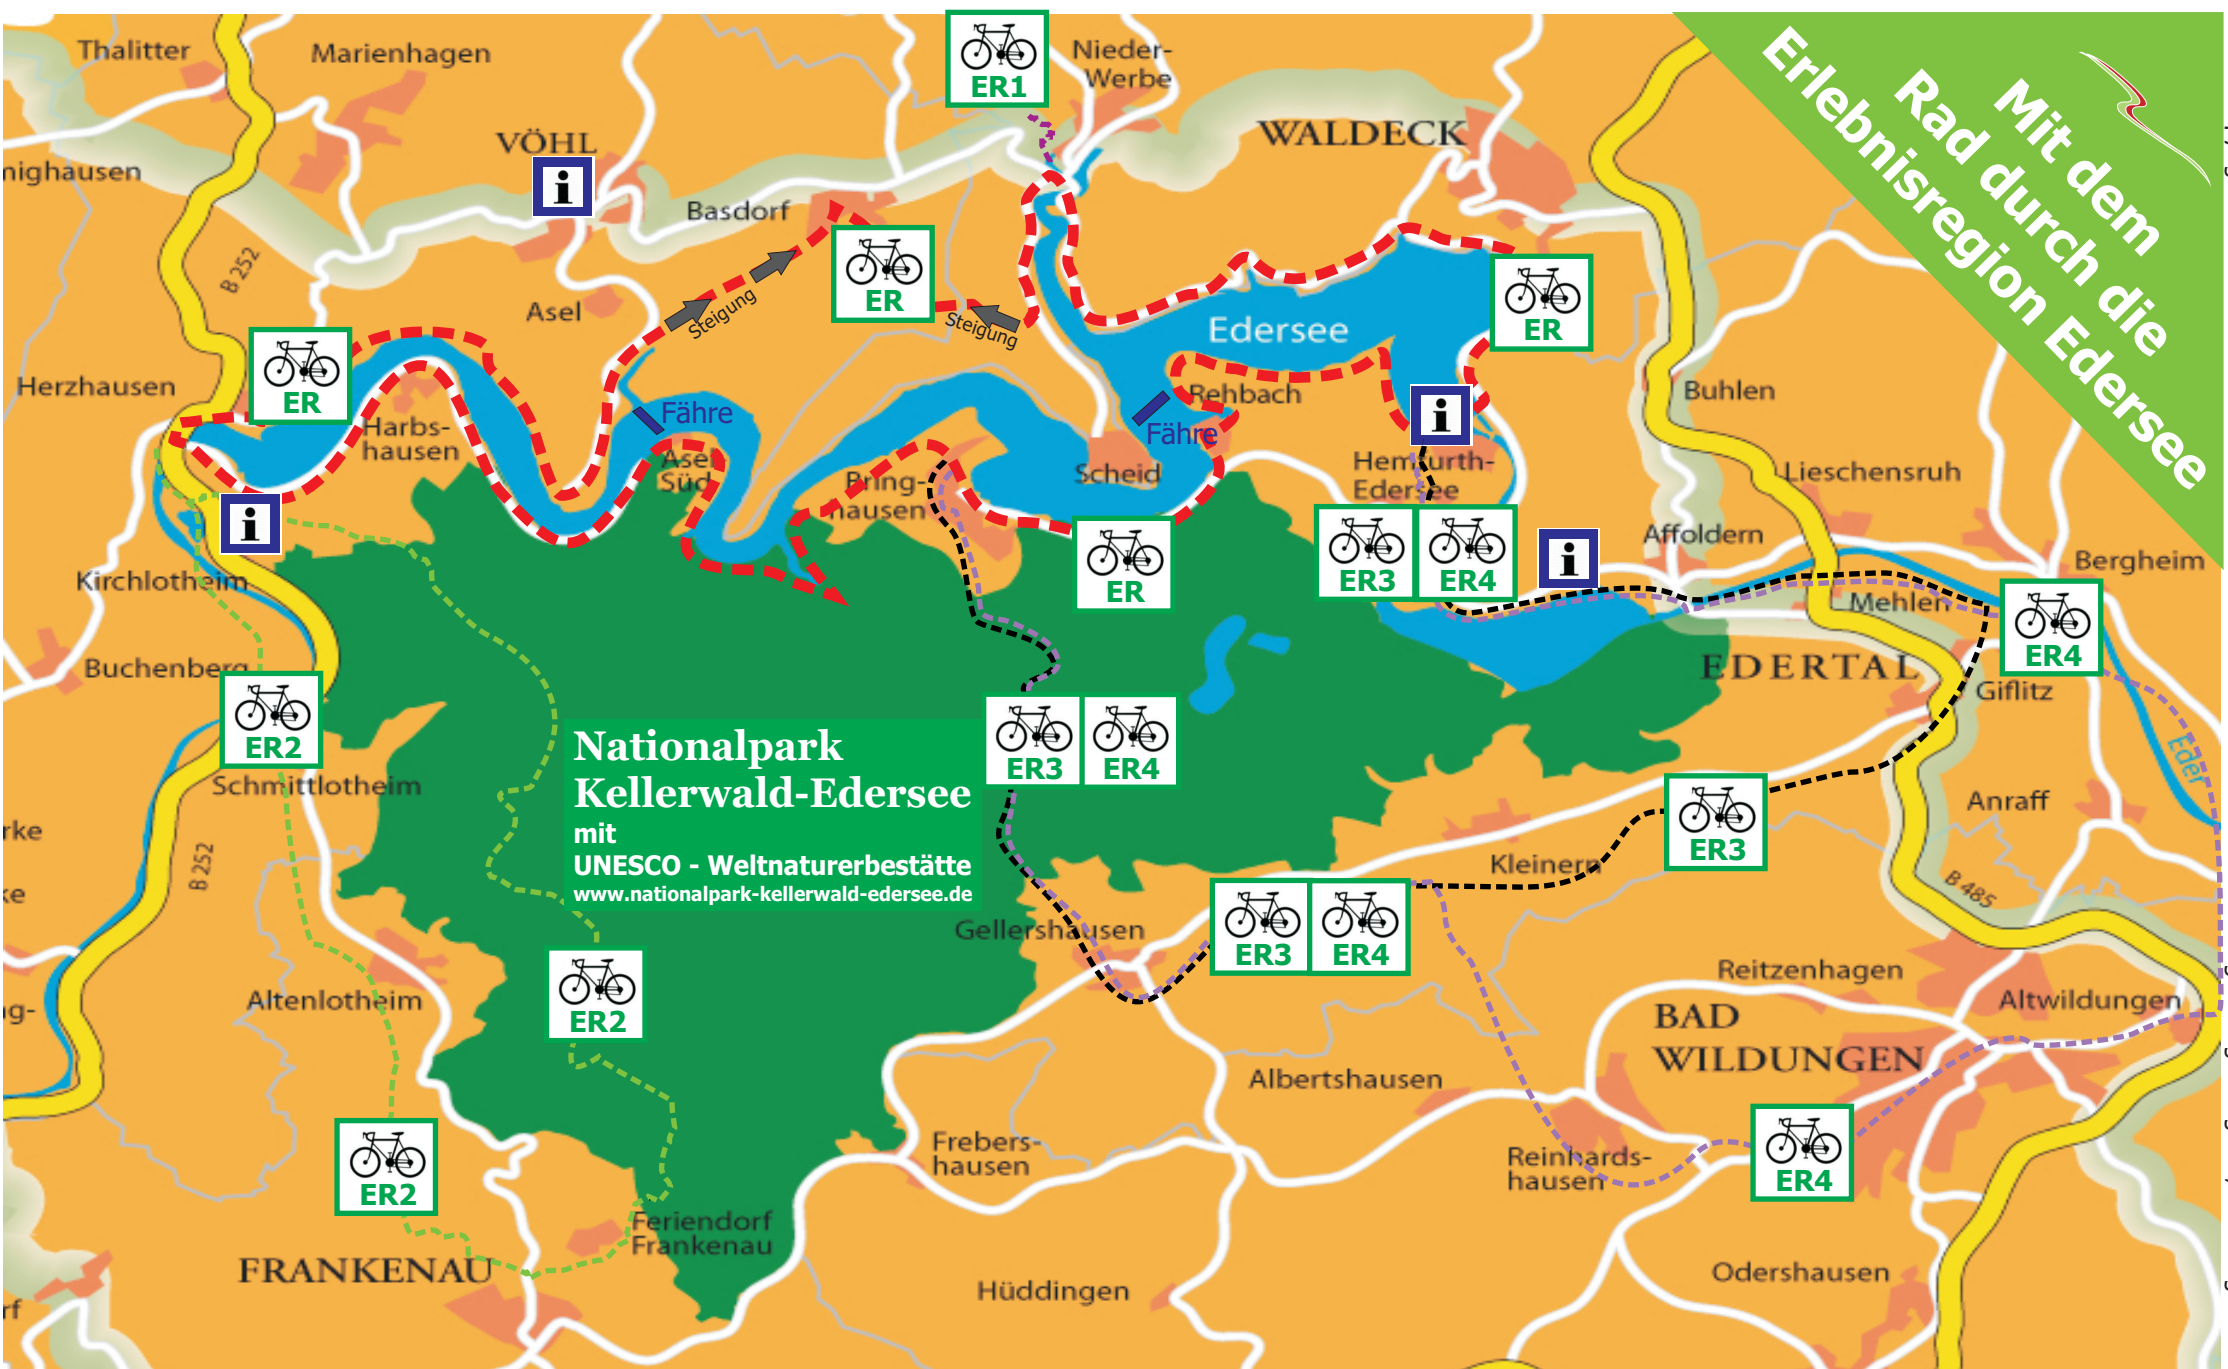 Mit dem
Rad durch die
Erlebnisregion Edersee
Thalitter
Marienhagen
ER1
Nieder-
Werbe
VÖHL
i
WALDECK
nighausen
Basdorf
B 252
Steigung
ER
Steigung
Asel
Edersee
ER
Herzhausen
ER
Harbs-
hausen
Fähre
Rehbach
Fähre
i
Buhlen
Asel
Süd
Bring-
hausen
Scheid
Hemfurth-
Edersee
Lieschensruh
i
ER
ER3
ER4
i
Affoldern
Bergheim
Kirchlotheim
Mehlen
ER4
Buchenberg
EDERTAL
Giflitz
ER2
Nationalpark
Kellerwald-Edersee
mit
UNESCO - Weltnaturerbestätte
www.nationalpark-kellerwald-edersee.de
ER3
ER4
Eder
Schmittlotheim
Anraff
rke
B 252
Kleinern
ER3
ke
B 485
Gellershausen
ER3
ER4
Reitzenhagen
Altenlotheim
ER2
BAD
WILDUNGEN
Altwildungen
ng-
Albertshausen
Frebers-
hausen
Reinhards-
hausen
ER4
ER2
Feriendorf
Frankenau
FRANKENAU
Hüddingen
Odershausen
rf